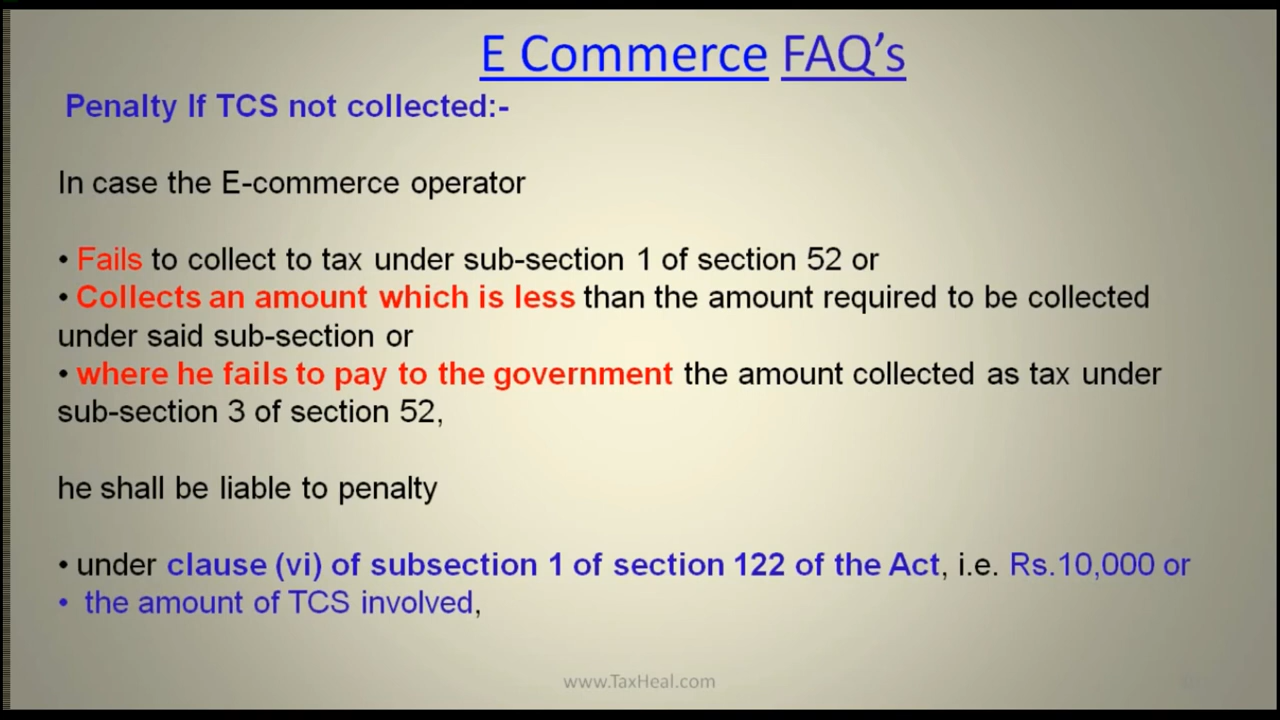 E Commerce FAQ's
Penalty If TCS not collected:-
In case the E-commerce operator
• Fails to collect to tax under sub-section 1 of section 52 or
• Collects an amount which is less than the amount required to be collected
under said sub-section or
• where he fails to pay to the government the amount collected as tax under
sub-section 3 of section 52,
he shall be liable to penalty
• under clause (vi) of subsection 1 of section 122 of the Act, i.e. Rs.10,000 or
• the amount of TCS involved,
www.TaxHeal.com